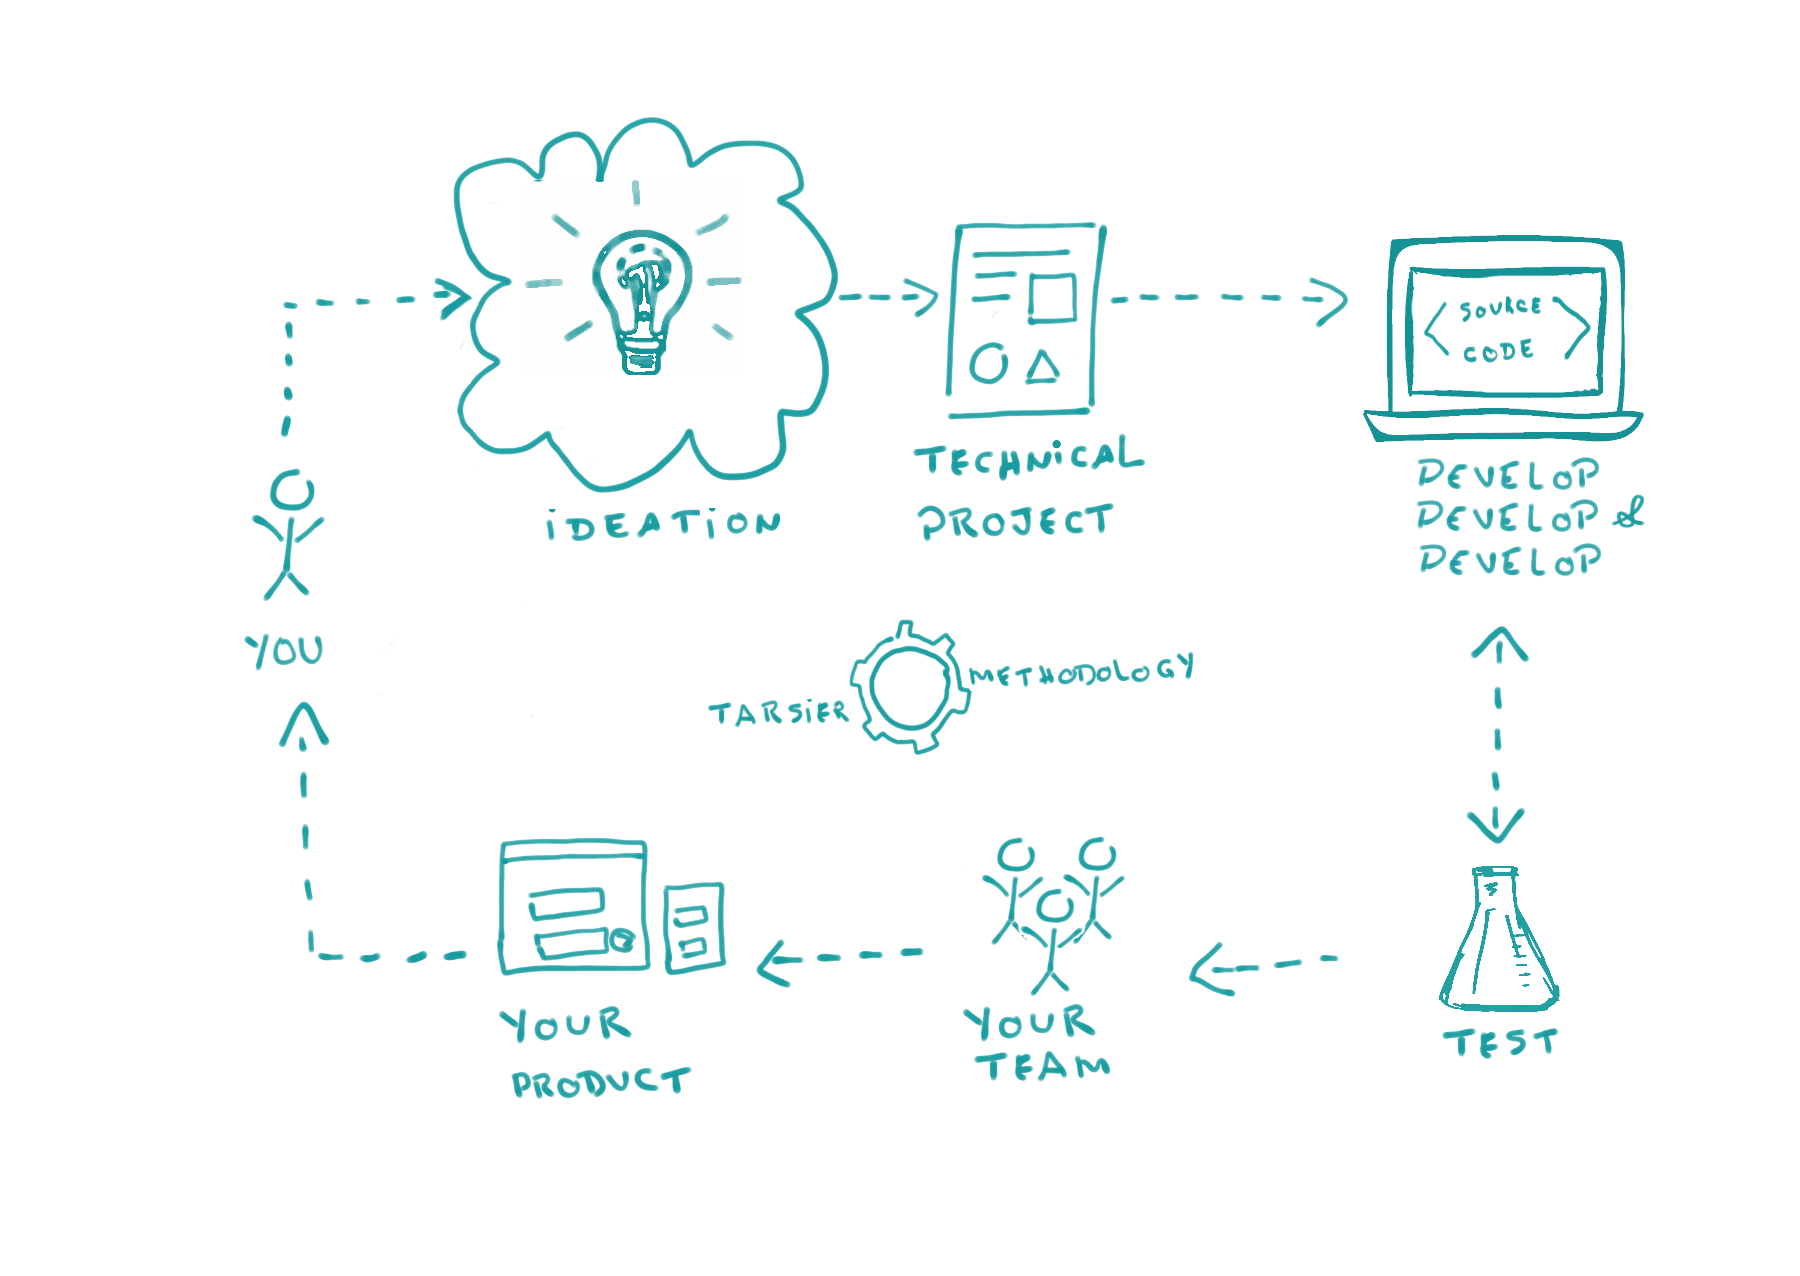 SOURCE
CODE
TECHNICAL
PROJECT
IDEATION
DEVELOP
DEVELOP &
DEVELOP
YOU
TARSIER METHODOLOGY
YOUR
PRODUCT
YOUR
TEAM
TEST